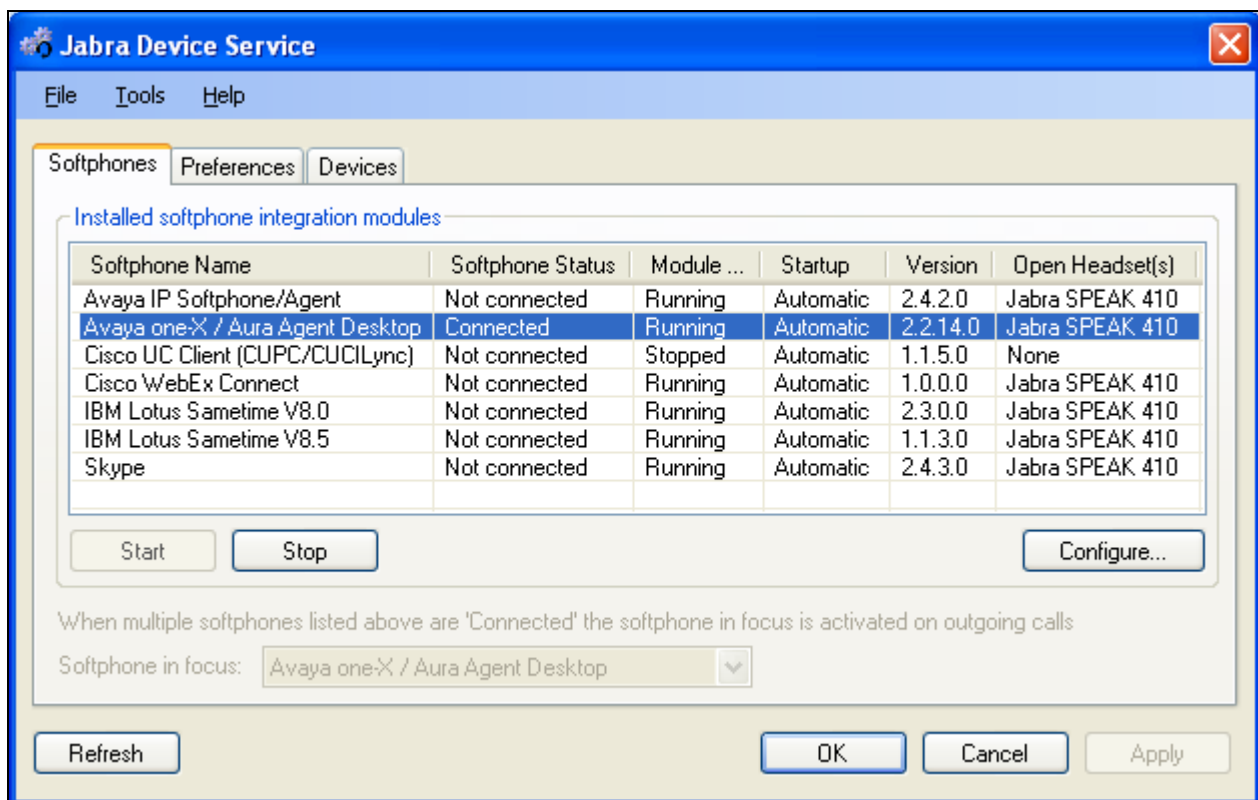 Jabra Device Service
File Tools Help
Softphones Preferences Devices
Installed softphone integration modules
Softphone Name Softphone Status Module ... Startup Version Open Headset(s)
Avaya IP Softphone/Agent Not connected Running Automatic 2.4.2.0 Jabra SPEAK 410
Avaya one-X / Aura Agent Desktop Connected Running Automatic 2.2.14.0 Jabra SPEAK 410
Cisco UC Client (CUPC/CUCILync) Not connected Stopped Automatic 1.1.5.0 None
Cisco WebEx Connect Not connected Running Automatic 1.0.0.0 Jabra SPEAK 410
IBM Lotus Sametime V8.0 Not connected Running Automatic 2.3.0.0 Jabra SPEAK 410
IBM Lotus Sametime V8.5 Not connected Running Automatic 1.1.3.0 Jabra SPEAK 410
Skype Not connected Running Automatic 2.4.3.0 Jabra SPEAK 410
Start Stop Configure...
When multiple softphones listed above are 'Connected' the softphone in focus is activated on outgoing calls
Softphone in focus: Avaya one-X / Aura Agent Desktop
Refresh OK Cancel Apply